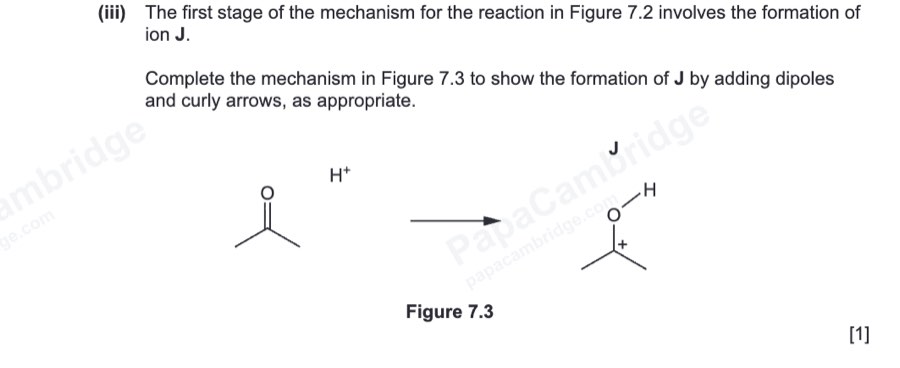 (iii) The first stage of the mechanism for the reaction in Figure 7.2 involves the formation of
ion J.
Complete the mechanism in Figure 7.3 to show the formation of J by adding dipoles
and curly arrows, as appropriate.
ambridge
ge.com
PapaCambridge
papacambridge.com
J
H⁺
H
O
O
+
Figure 7.3
[1]